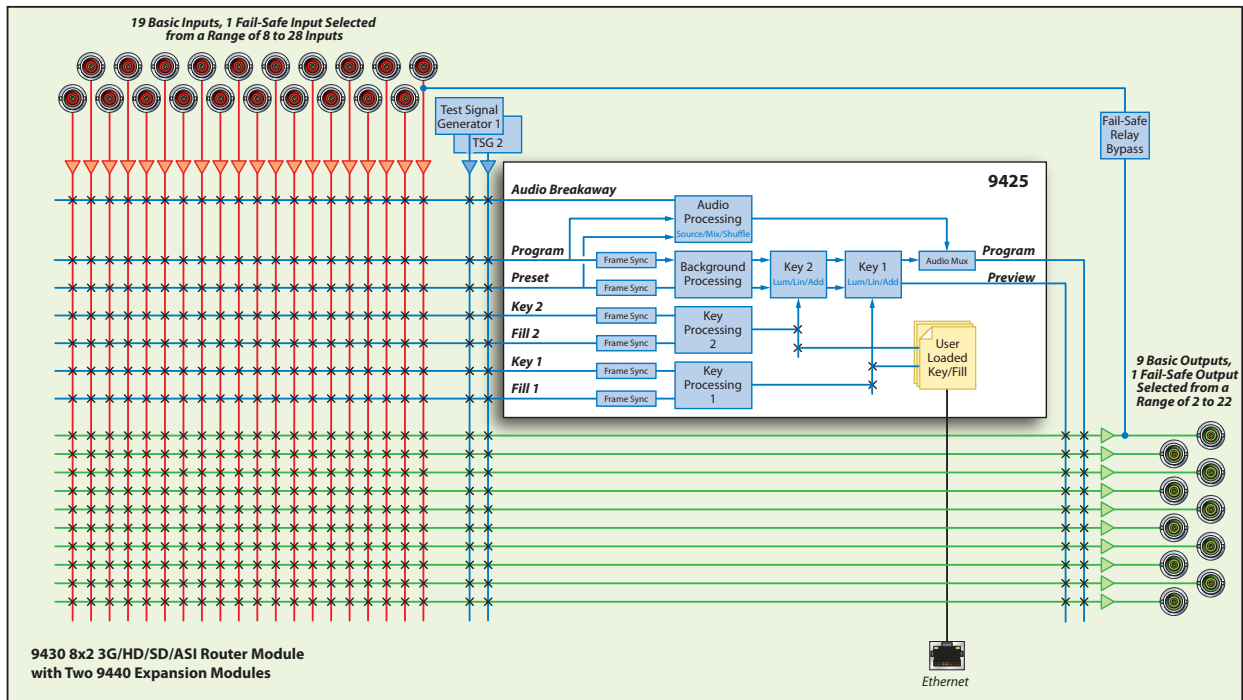 19 Basic Inputs, 1 Fail-Safe Input Selected
from a Range of 8 to 28 Inputs
Test Signal
Generator 1
TSG 2
Fail-Safe
Relay
Bypass
9425
Audio Breakaway
Audio
Processing
Source/Mix/Shuffle
Program
Frame Sync
Background
Processing
Key 2
Lum/Lin/Add
Key 1
Lum/Lin/Add
Audio Mux
Program
Preset
Frame Sync
Preview
Key 2
Frame Sync
Key
Processing
2
Fill 2
Frame Sync
User
Loaded
Key/Fill
Key 1
Frame Sync
Key
Processing
1
Fill 1
Frame Sync
9 Basic Outputs,
1 Fail-Safe Output
Selected from a
Range of 2 to 22
9430 8x2 3G/HD/SD/ASI Router Module
with Two 9440 Expansion Modules
Ethernet